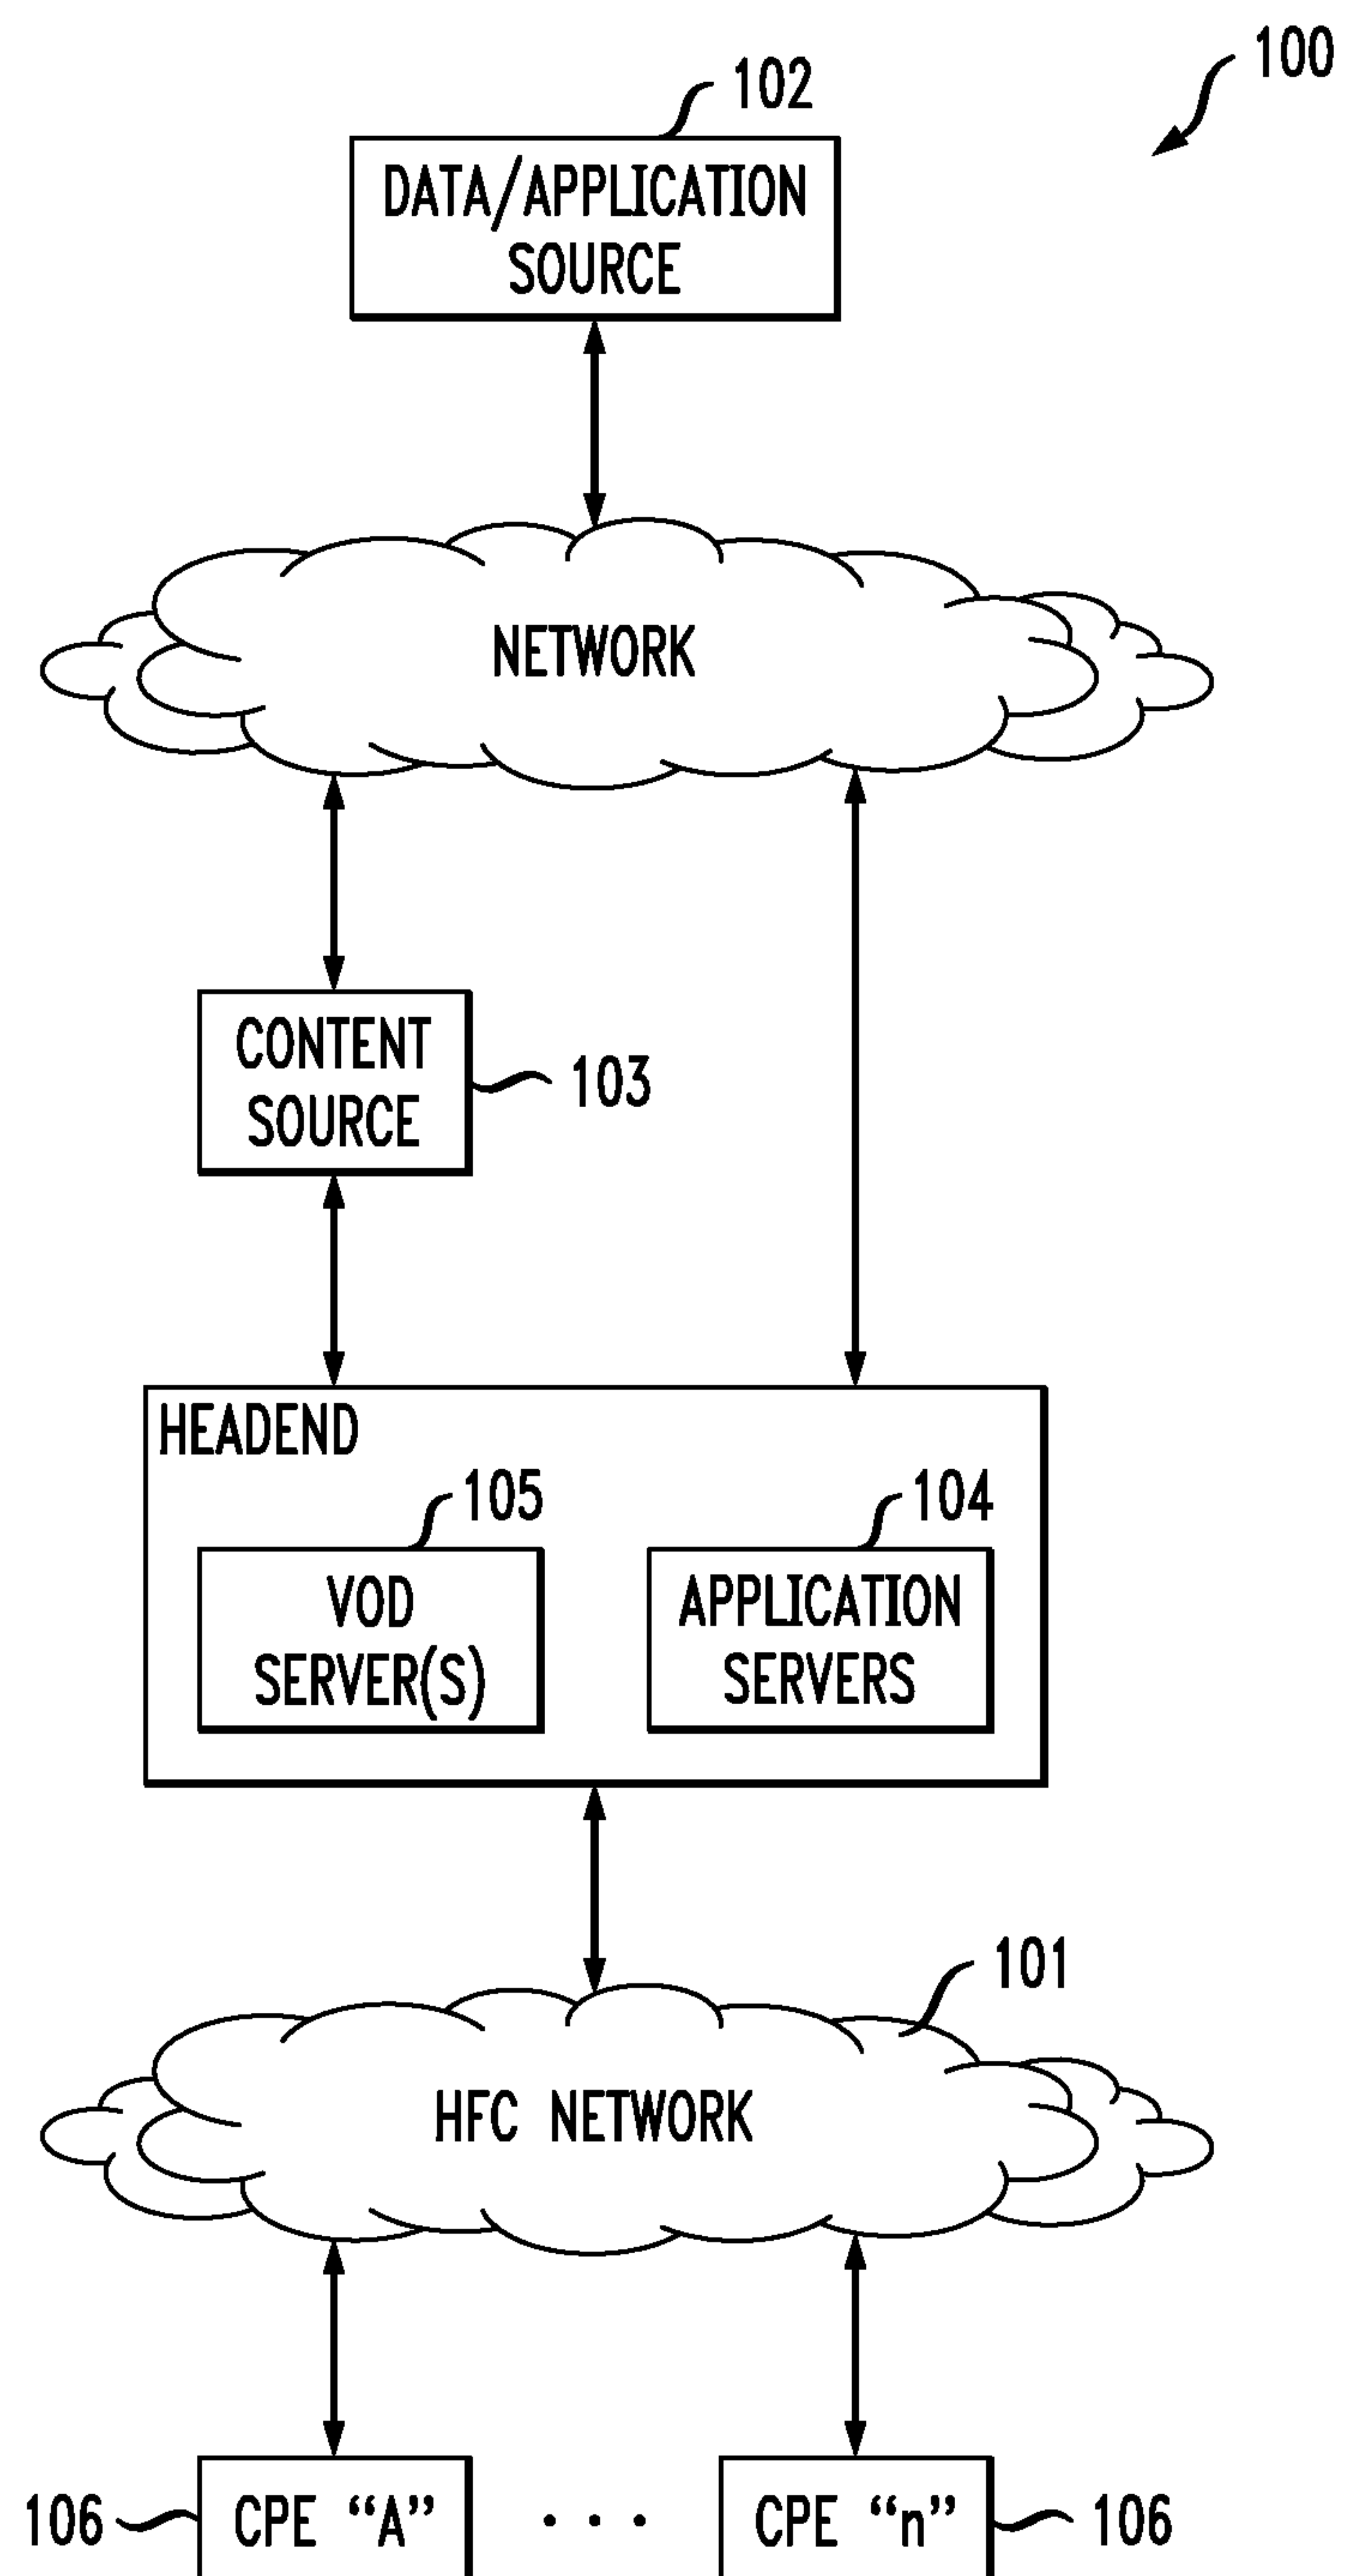 100
102
DATA/APPLICATION
SOURCE
NETWORK
CONTENT
SOURCE
103
HEADEND
105
104
VOD
SERVER(S)
APPLICATION
SERVERS
101
HFC NETWORK
106
CPE “A”
. . .
CPE “n”
106